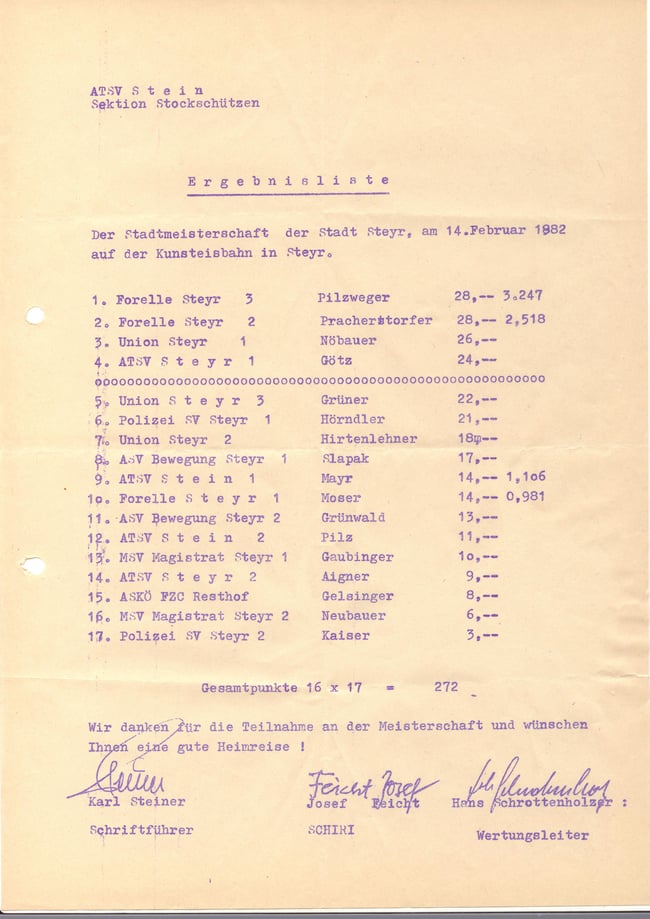 ATSV S t e i n
Sektion Stockschützen
E r g e b n i s l i s t e
Der Stadtmeisterschaft der Stadt Steyr, am 14.Februar 1982
auf der Kunsteisbahn in Steyr.
1. Forelle Steyr 3 Pilzweger 28,-- 3.247
2. Forelle Steyr 2 Pracherstorfer 28,-- 2,518
3. Union Steyr 1 Nöbauer 26,--
4. ATSV S t e y r 1 Götz 24,--
ooooooooooooooooooooooooooooooooooooooooooooooooooooooooo
5. Union S t e y r 3 Grüner 22,--
6. Polizei SV Steyr 1 Hörndler 21,--
7. Union Steyr 2 Hirtenlehner 18,--
8. ASV Bewegung Steyr 1 Slapak 17,--
9. ATSV S t e i n 1 Mayr 14,-- 1,106
1o. Forelle S t e y r 1 Moser 14,-- 0,981
11. ASV Bewegung Steyr 2 Grünwald 13,--
12. ATSV S t e i n 2 Pilz 11,--
13. MSV Magistrat Steyr 1 Gaubinger 1o,--
14. ATSV S t e y r 2 Aigner 9,--
15. ASKÖ FZC Resthof Gelsinger 8,--
16. MSV Magistrat Steyr 2 Neubauer 6,--
17. Polizei SV Steyr 2 Kaiser 3,--
Gesamtpunkte 16 x 17 = 272
Wir danken für die Teilnahme an der Meisterschaft und wünschen
Ihnen eine gute Heimreise !
Feicht Josef
Karl Steiner Josef Feicht Hans Schrottenholzer :
Schriftführer SCHIRI Wertungsleiter